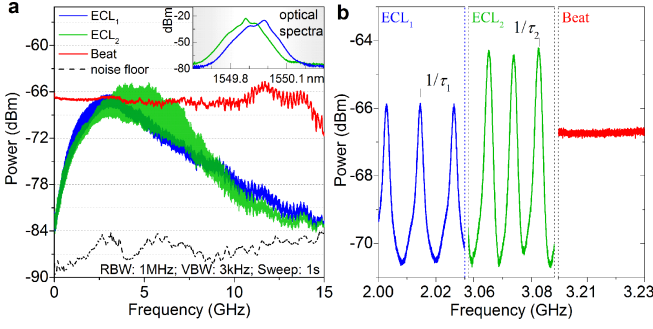 a
ECL₁
ECL₂
Beat
noise floor
optical
spectra
dBm
-20
-50
-80
1549.8
1550.1 nm
Power (dBm)
-60
-66
-72
-78
-84
-90
RBW: 1MHz; VBW: 3kHz; Sweep: 1s
0
5
10
15
Frequency (GHz)
b
ECL₁
ECL₂
Beat
1/τ₁
1/τ₂
Power (dBm)
-64
-66
-68
-70
2.00
2.02
3.06
3.08
3.21
3.23
Frequency (GHz)